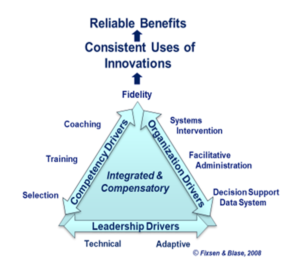 Reliable Benefits
Consistent Uses of
Innovations
Fidelity
Coaching
Training
Selection
Competency Drivers
Integrated &
Compensatory
Organization Drivers
Systems
Intervention
Facilitative
Administration
Decision Support
Data System
Leadership Drivers
Technical
Adaptive
© Fixsen & Blase, 2008